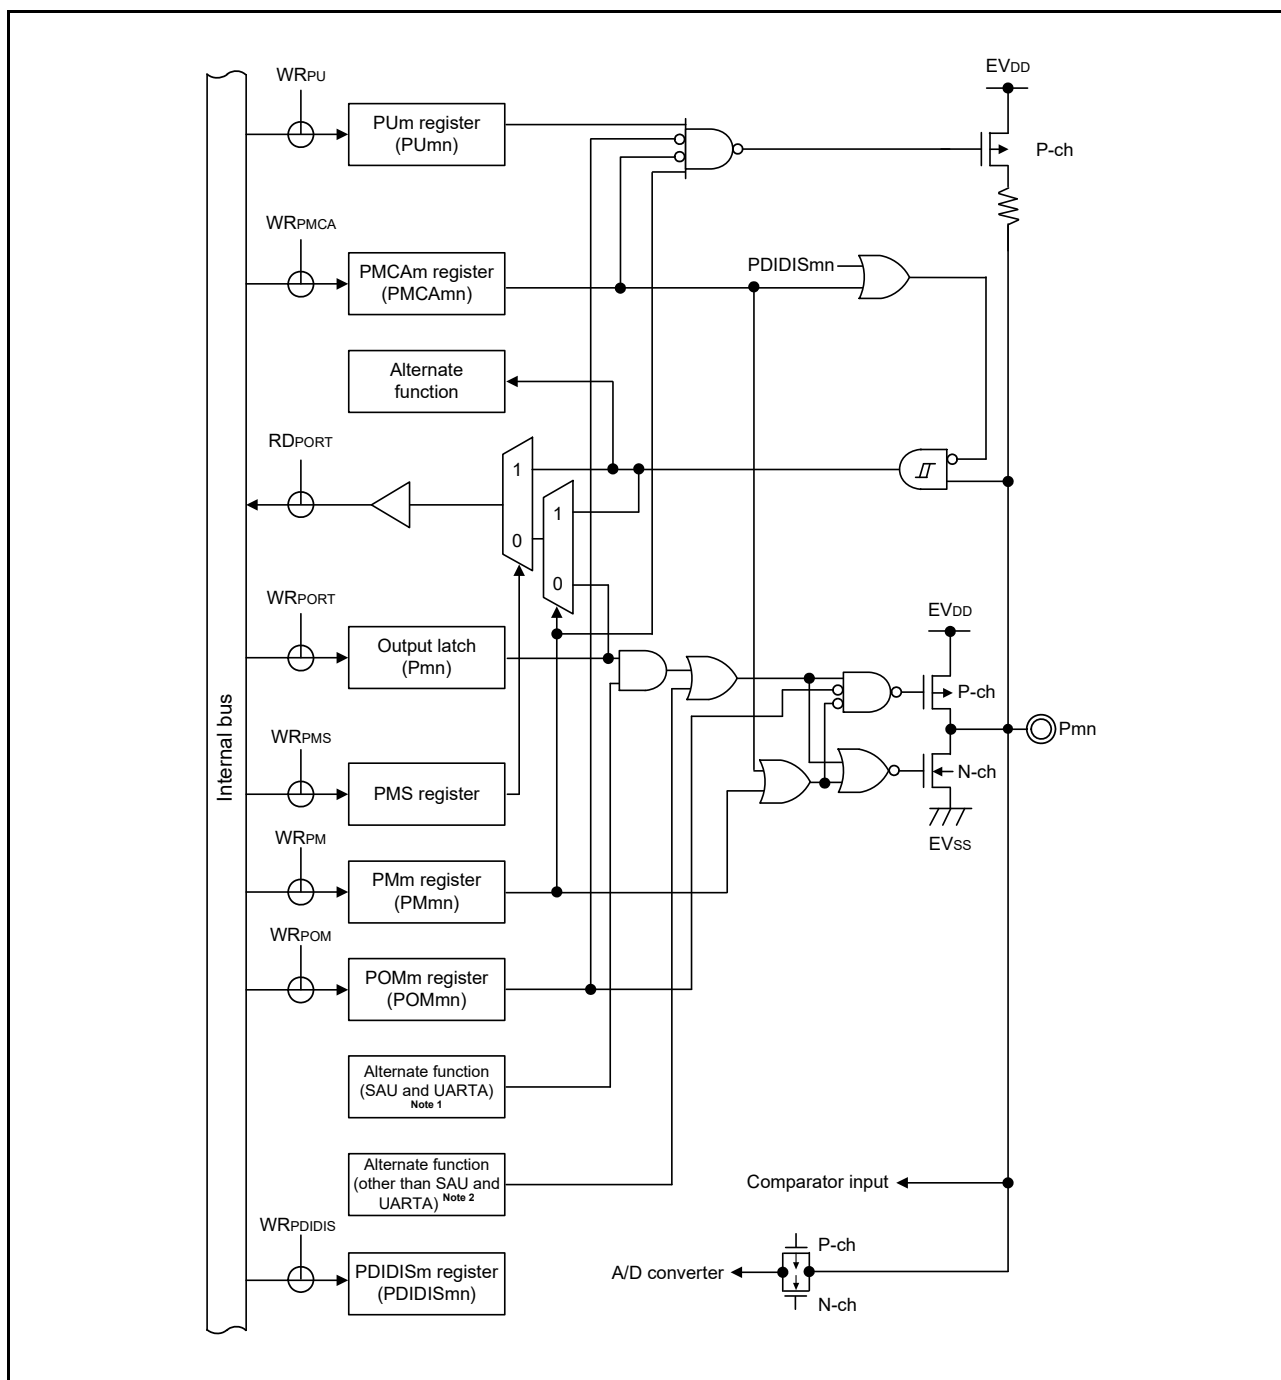 WRPU
EVDD
PUm register
(PUmn)
P-ch
WRPMCA
PMCAm register
(PMCAmn)
PDIDISmn
Alternate
function
RDPORT
1
0
1
0
WRPORT
Output latch
(Pmn)
EVDD
P-ch
Pmn
N-ch
EVSS
Internal bus
WRPMS
PMS register
WRPM
PMm register
(PMmn)
WRPOM
POMm register
(POMmn)
Alternate function
(SAU and UARTA)
Note 1
Alternate function
(other than SAU and
UARTA) Note 2
Comparator input
WRPDIDIS
PDIDISm register
(PDIDISmn)
A/D converter
P-ch
N-ch